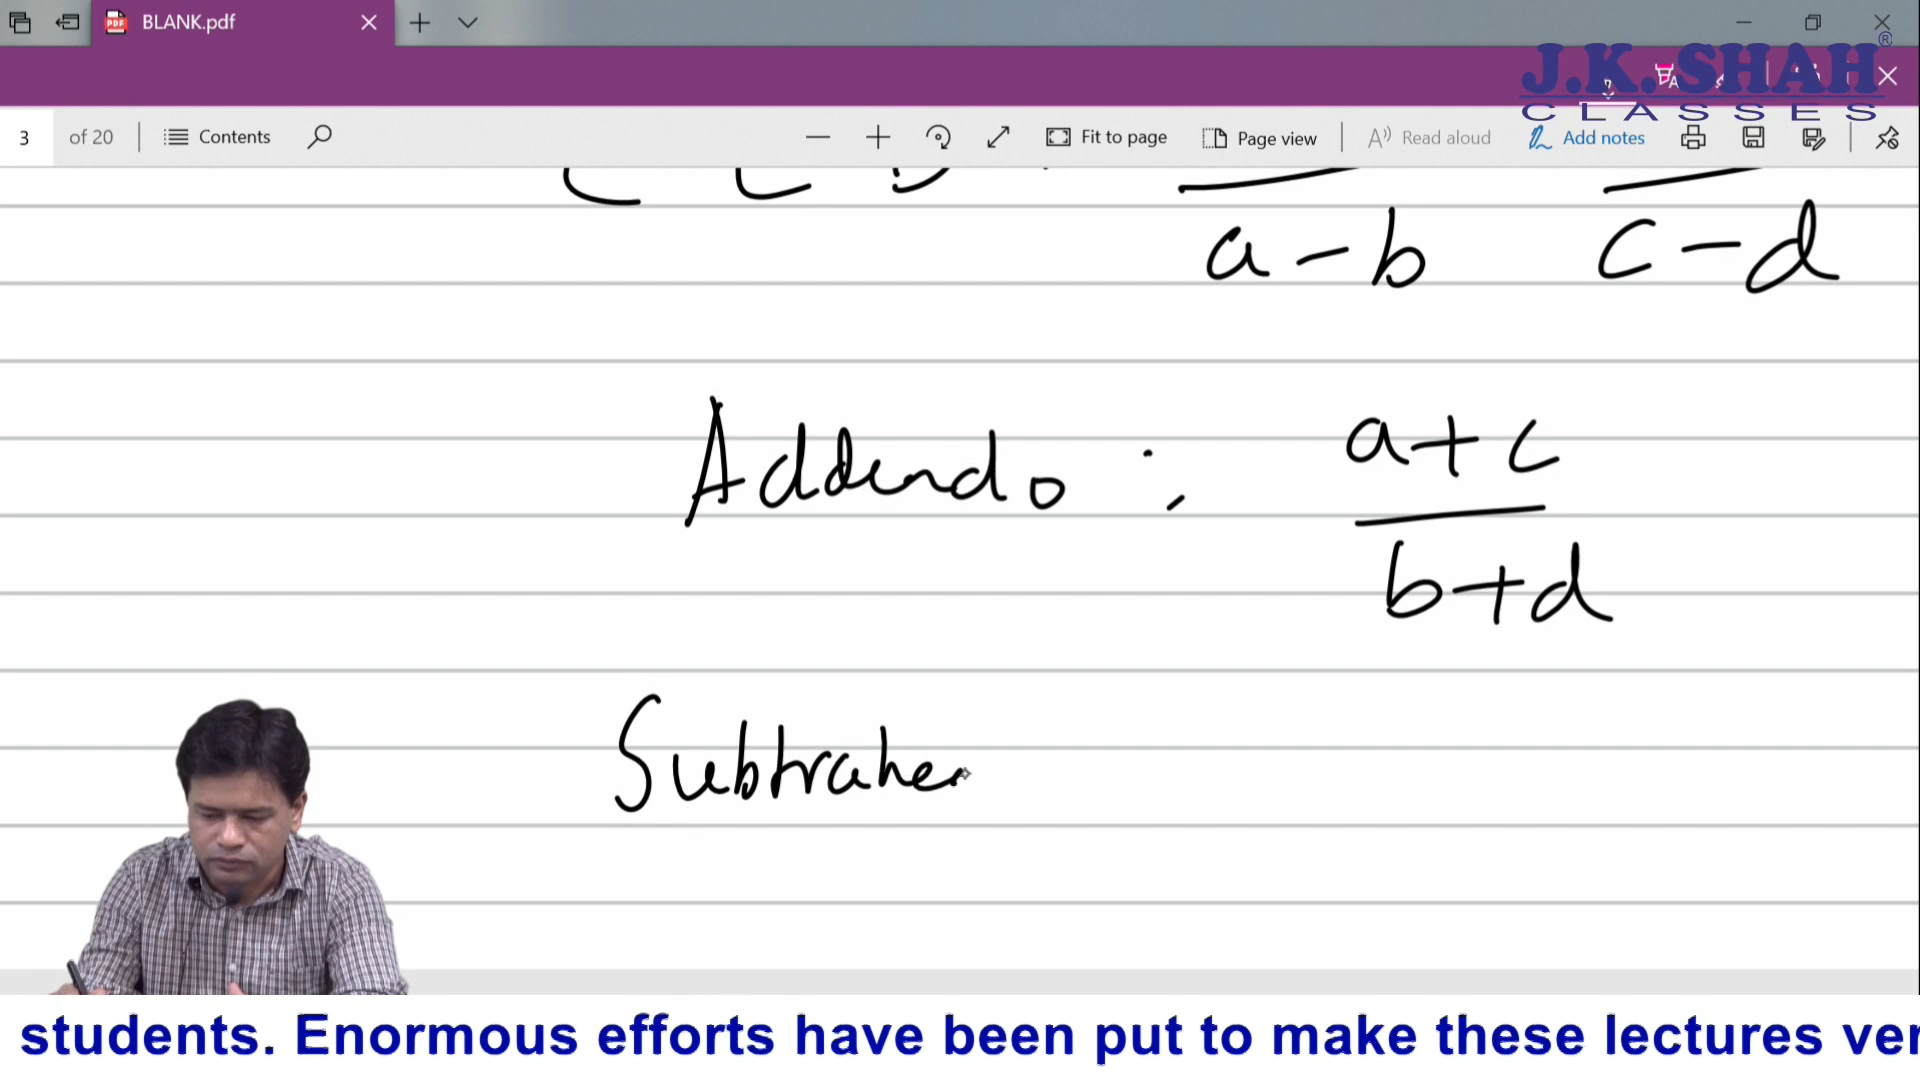 BLANK.pdf
J.K. SHAH ®
CLASSES
3 of 20 Contents Fit to page Page view Read aloud Add notes
a - b c - d
Addendo : a + c
b + d
Subtrahen
students. Enormous efforts have been put to make these lectures ver